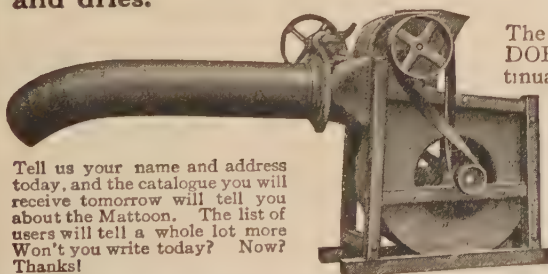 and dries.
The
DOE
tinua
Tell us your name and address
today, and the catalogue you will
receive tomorrow will tell you
about the Mattoon. The list of
users will tell a whole lot more
Won't you write today? Now?
Thanks!